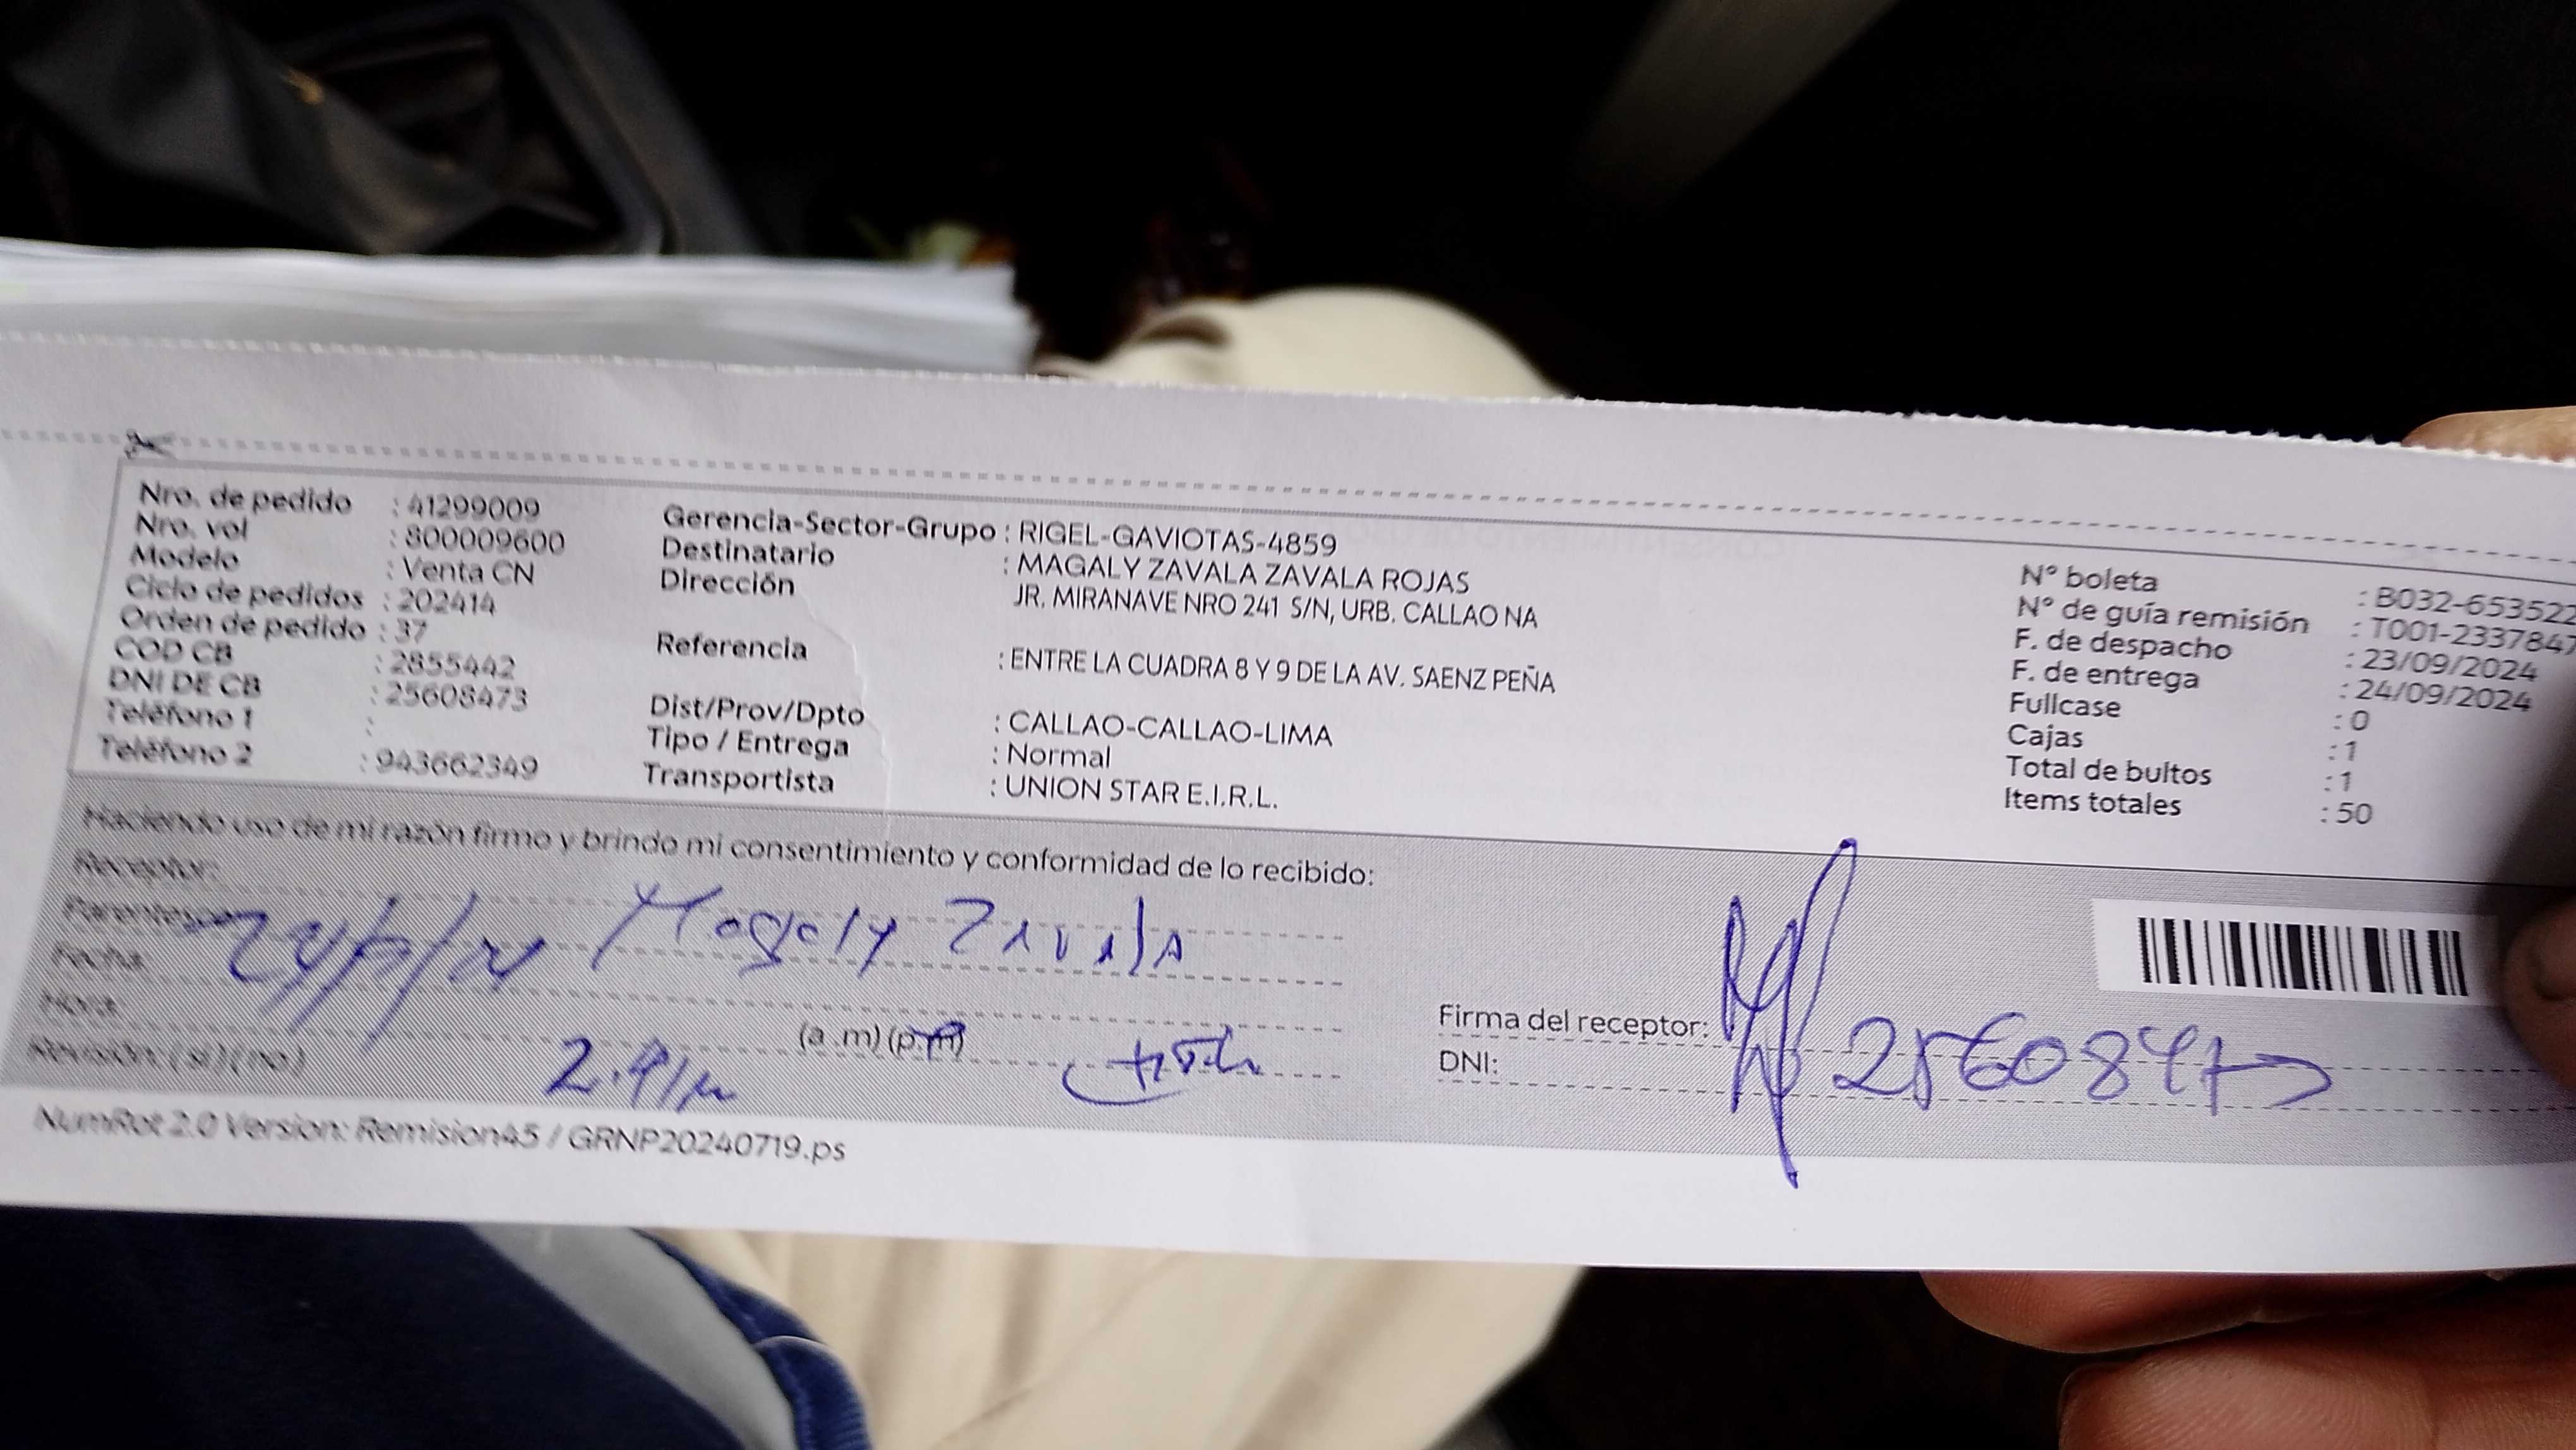 Nro. de pedido : 41299009
Nro. vol : 800009600
Modelo : Venta CN
Ciclo de pedidos : 202414
Orden de pedido : 37
COD CB : 2855442
DNI DE CB : 25608473
Teléfono 1 :
Teléfono 2 : 943662349
Gerencia-Sector-Grupo : RIGEL-GAVIOTAS-4859
Destinatario : MAGALY ZAVALA ZAVALA ROJAS
Dirección JR. MIRANAVE NRO 241 S/N, URB. CALLAO NA
Referencia : ENTRE LA CUADRA 8 Y 9 DE LA AV. SAENZ PEÑA
Dist/Prov/Dpto : CALLAO-CALLAO-LIMA
Tipo / Entrega : Normal
Transportista : UNION STAR E.I.R.L.
N° boleta : B032-653522
N° de guía remisión : T001-2337847
F. de despacho : 23/09/2024
F. de entrega : 24/09/2024
Fullcase : 0
Cajas : 1
Total de bultos : 1
Items totales : 50
Haciendo uso de mi razón firmo y brindo mi consentimiento y conformidad de lo recibido:
Receptor:
Magaly Zavala
Fecha:
Hora: (a.m) (p.m)
Revisión: (si) (no)
Firma del receptor:
DNI: 25608473
NumRot 2.0 Version: Remision45 / GRNP20240719.ps